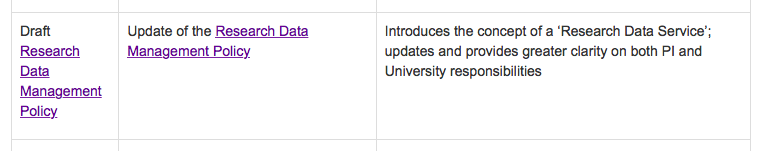 Draft
Research
Data
Management
Policy
Update of the Research Data
Management Policy
Introduces the concept of a ‘Research Data Service’;
updates and provides greater clarity on both PI and
University responsibilities